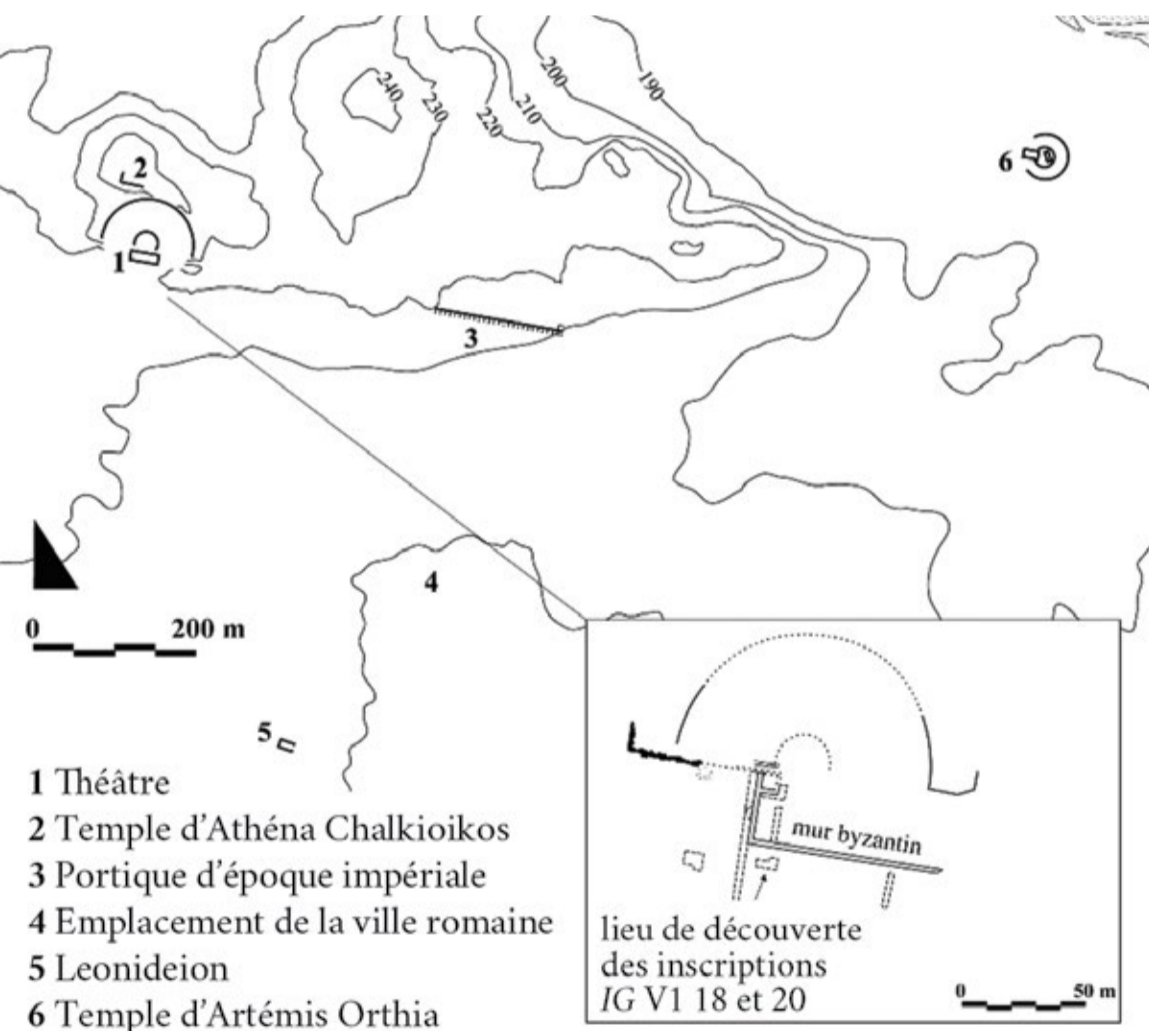 240
230
220
210
200
190
2
6
1
3
4
0 200 m
5
1 Théâtre
2 Temple d'Athéna Chalkioikos
3 Portique d'époque impériale
4 Emplacement de la ville romaine
5 Leonideion
6 Temple d'Artémis Orthia
mur byzantin
lieu de découverte
des inscriptions
IG V1 18 et 20
0 50 m